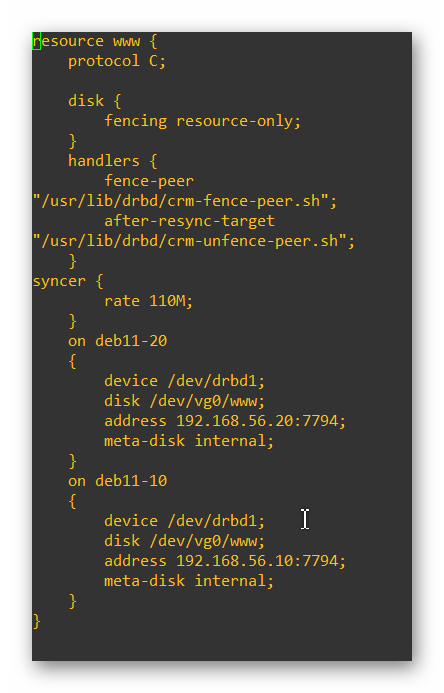 resource www {
    protocol C;

    disk {
        fencing resource-only;
    }
    handlers {
        fence-peer
"/usr/lib/drbd/crm-fence-peer.sh";
        after-resync-target
"/usr/lib/drbd/crm-unfence-peer.sh";
    }
syncer {
        rate 110M;
    }
    on deb11-20
    {
        device /dev/drbd1;
        disk /dev/vg0/www;
        address 192.168.56.20:7794;
        meta-disk internal;
    }
    on deb11-10
    {
        device /dev/drbd1;
        disk /dev/vg0/www;
        address 192.168.56.10:7794;
        meta-disk internal;
    }
}